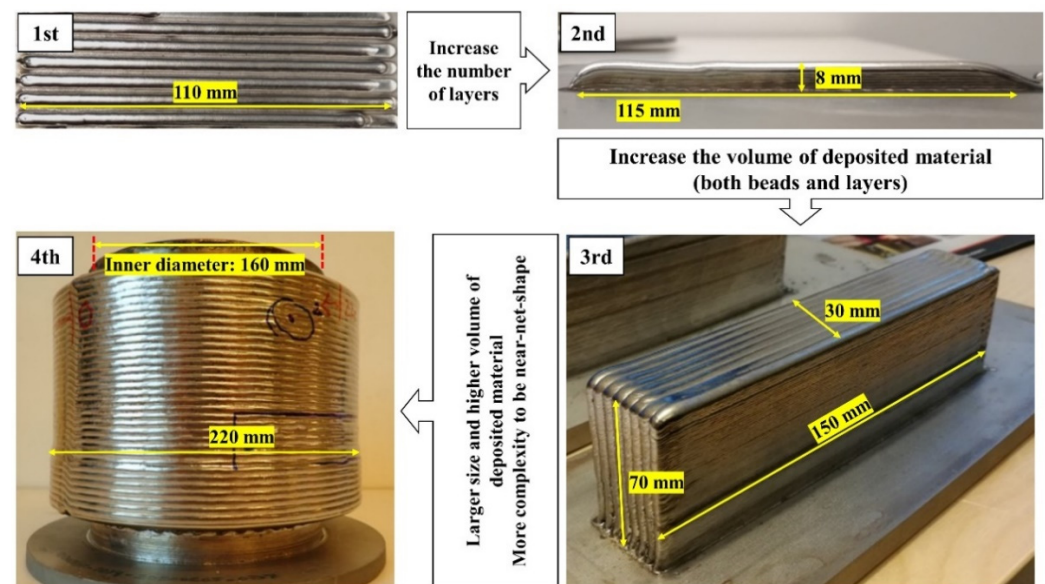 1st
110 mm
Increase
the number
of layers
2nd
8 mm
115 mm
Increase the volume of deposited material
(both beads and layers)
4th
Inner diameter: 160 mm
220 mm
Larger size and higher volume of
deposited material
More complexity to be near-net-shape
3rd
30 mm
150 mm
70 mm